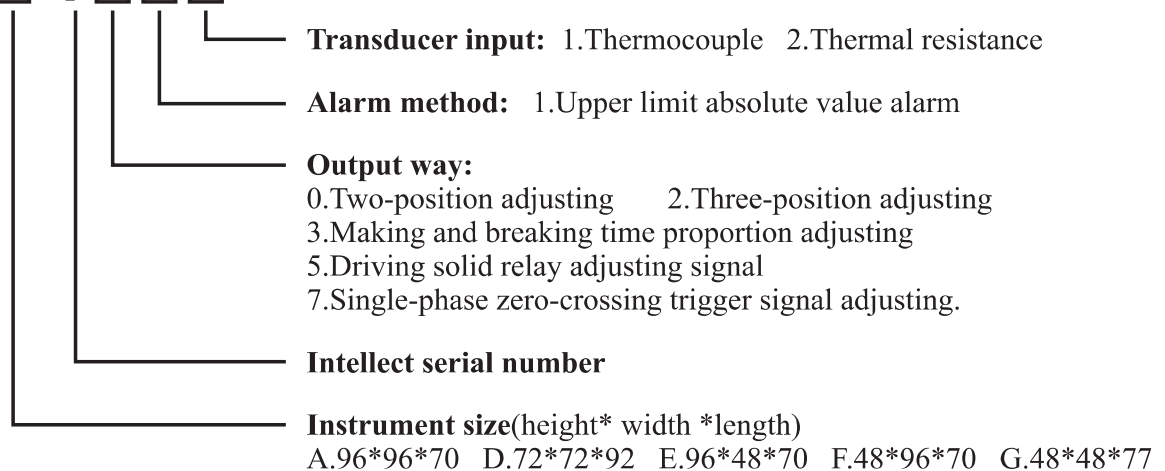 Transducer input: 1.Thermocouple 2.Thermal resistance
Alarm method: 1.Upper limit absolute value alarm
Output way:
0.Two-position adjusting 2.Three-position adjusting
3.Making and breaking time proportion adjusting
5.Driving solid relay adjusting signal
7.Single-phase zero-crossing trigger signal adjusting.
Intellect serial number
Instrument size(height* width *length)
A.96*96*70 D.72*72*92 E.96*48*70 F.48*96*70 G.48*48*77